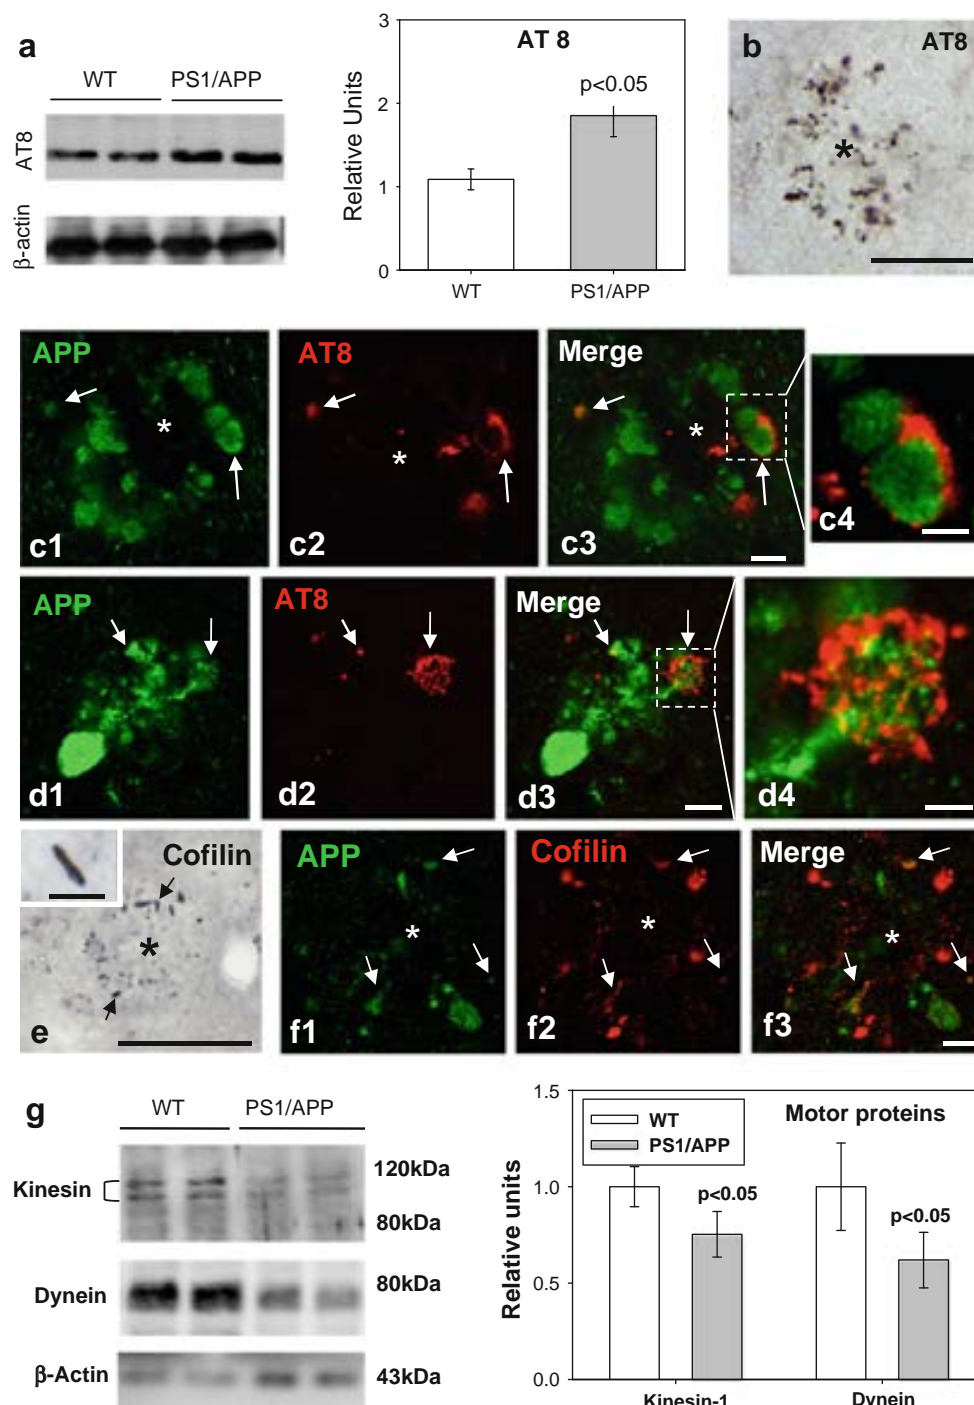 a
WT PS1/APP
AT8
β-actin
3
2
1
0
Relative Units
AT 8
p<0.05
WT PS1/APP
b AT8
*
APP
*
c1
AT8
*
c2
Merge
*
c3
c4
APP
d1
AT8
d2
Merge
d3
d4
Cofilin
*
e
APP
*
f1
Cofilin
*
f2
Merge
*
f3
g
WT PS1/APP
Kinesin
120kDa
80kDa
Dynein
80kDa
β-Actin
43kDa
1.5
1.0
0.5
0.0
Relative units
WT
PS1/APP
Motor proteins
p<0.05
p<0.05
Kinesin-1 Dynein